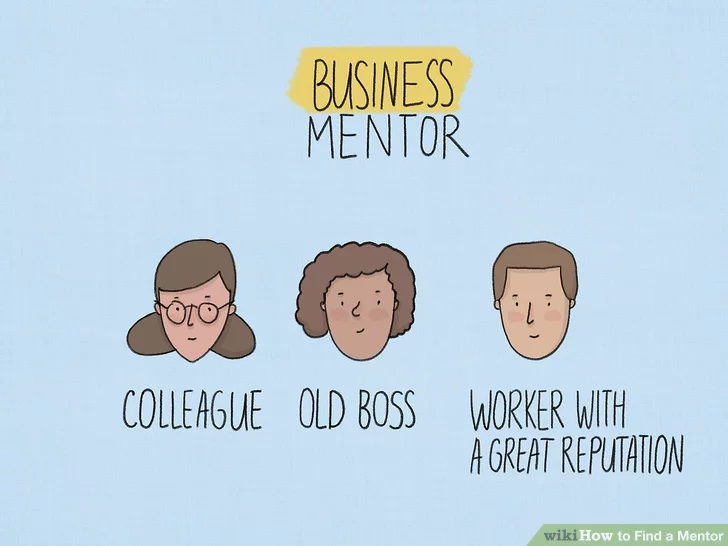 BUSINESS
MENTOR
COLLEAGUE
OLD BOSS
WORKER WITH
A GREAT REPUTATION
wikiHow to Find a Mentor